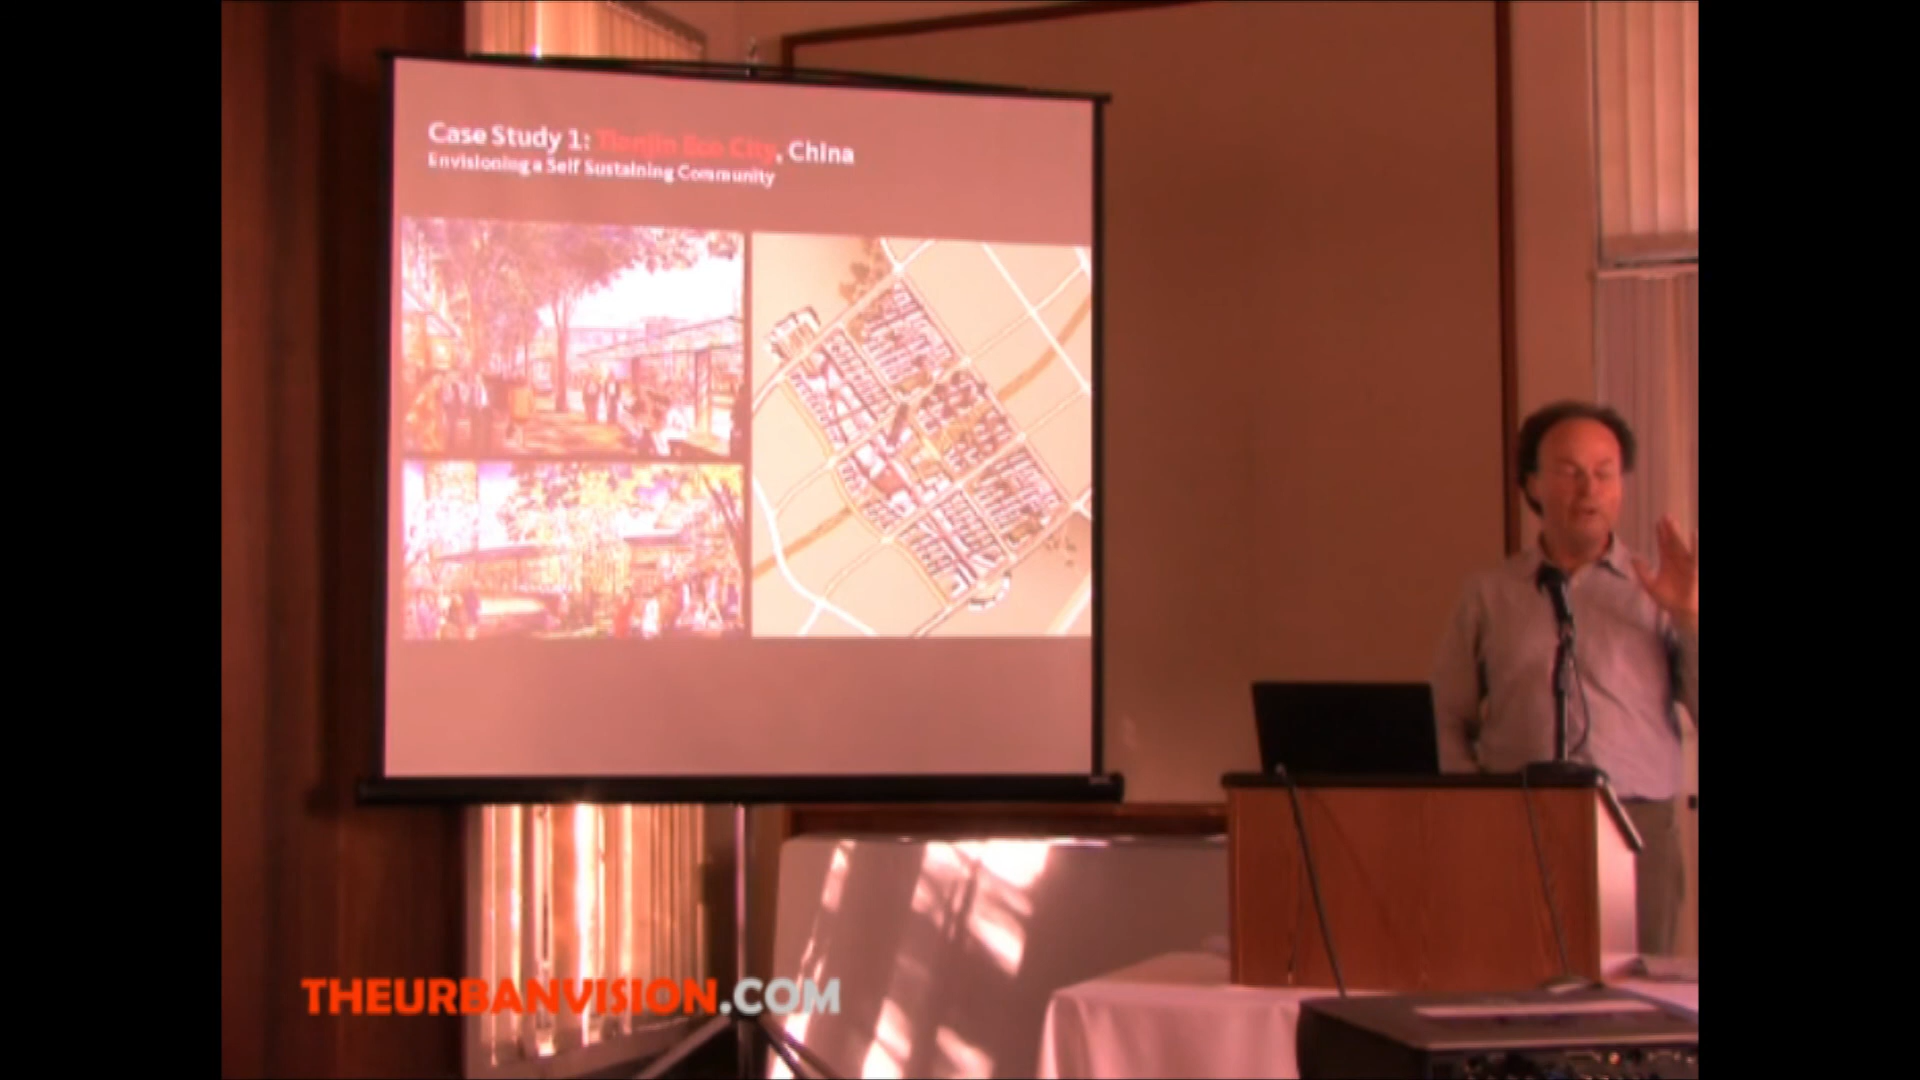 Case Study 1: Tianjin Eco City, China
Envisioning a Self Sustaining Community
THEURBANVISION.COM